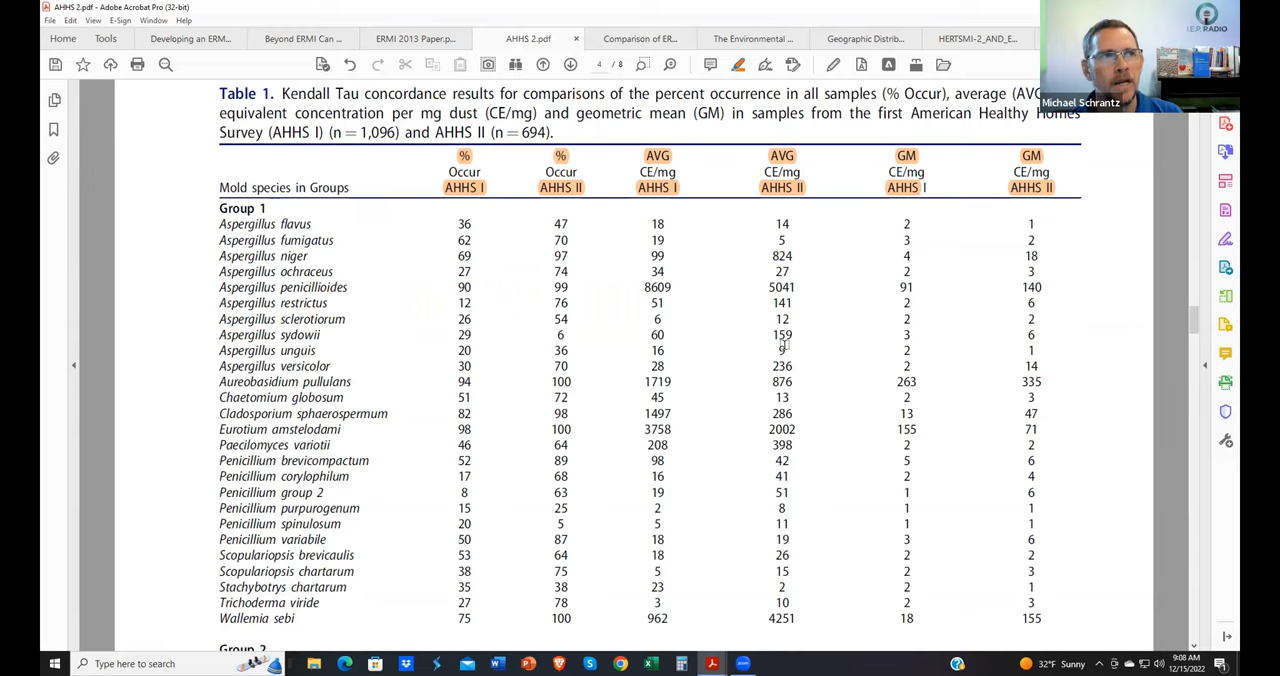 AHHS 2.pdf - Adobe Acrobat Pro (32-bit)
File Edit View E-Sign Window Help
Home Tools Developing an ERM... Beyond ERMI Can ... ERMI 2013 Paper.p... AHHS 2.pdf × Comparison of ER... The Environmental ... Geographic Distrib... HERTSMI-2_AND_E...
I.E.P. RADIO
4 / 8
Michael Schrantz
Table 1. Kendall Tau concordance results for comparisons of the percent occurrence in all samples (% Occur), average (AVG
equivalent concentration per mg dust (CE/mg) and geometric mean (GM) in samples from the first American Healthy Homes
Survey (AHHS I) (n = 1,096) and AHHS II (n = 694).
% % AVG AVG GM GM
Occur Occur CE/mg CE/mg CE/mg CE/mg
Mold species in Groups AHHS I AHHS II AHHS I AHHS II AHHS I AHHS II
Group 1
Aspergillus flavus 36 47 18 14 2 1
Aspergillus fumigatus 62 70 19 5 3 2
Aspergillus niger 69 97 99 824 4 18
Aspergillus ochraceus 27 74 34 27 2 3
Aspergillus penicillioides 90 99 8609 5041 91 140
Aspergillus restrictus 12 76 51 141 2 6
Aspergillus sclerotiorum 26 54 6 12 2 2
Aspergillus sydowii 29 6 60 159 3 6
Aspergillus unguis 20 36 16 9 2 1
Aspergillus versicolor 30 70 28 236 2 14
Aureobasidium pullulans 94 100 1719 876 263 335
Chaetomium globosum 51 72 45 13 2 3
Cladosporium sphaerospermum 82 98 1497 286 13 47
Eurotium amstelodami 98 100 3758 2002 155 71
Paecilomyces variotii 46 64 208 398 2 2
Penicillium brevicompactum 52 89 98 42 5 6
Penicillium corylophilum 17 68 16 41 2 4
Penicillium group 2 8 63 19 51 1 6
Penicillium purpurogenum 15 25 2 8 1 1
Penicillium spinulosum 20 5 5 11 1 1
Penicillium variabile 50 87 18 19 3 6
Scopulariopsis brevicaulis 53 64 18 26 2 2
Scopulariopsis chartarum 38 75 5 15 2 3
Stachybotrys chartarum 35 38 23 2 2 1
Trichoderma viride 27 78 3 10 2 3
Wallemia sebi 75 100 962 4251 18 155
Group 2
Type here to search
32°F Sunny
9:08 AM
12/15/2022